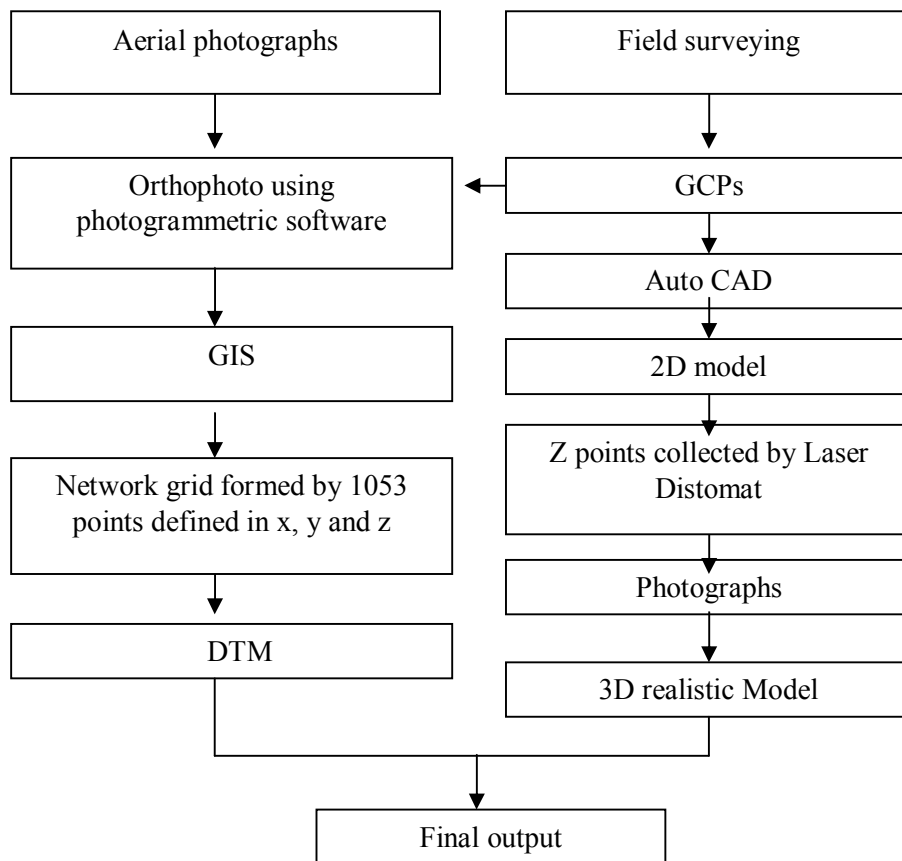 Aerial photographs
Field surveying
Orthophoto using
photogrammetric software
GCPs
Auto CAD
GIS
2D model
Network grid formed by 1053
points defined in x, y and z
Z points collected by Laser
Distomat
Photographs
DTM
3D realistic Model
Final output